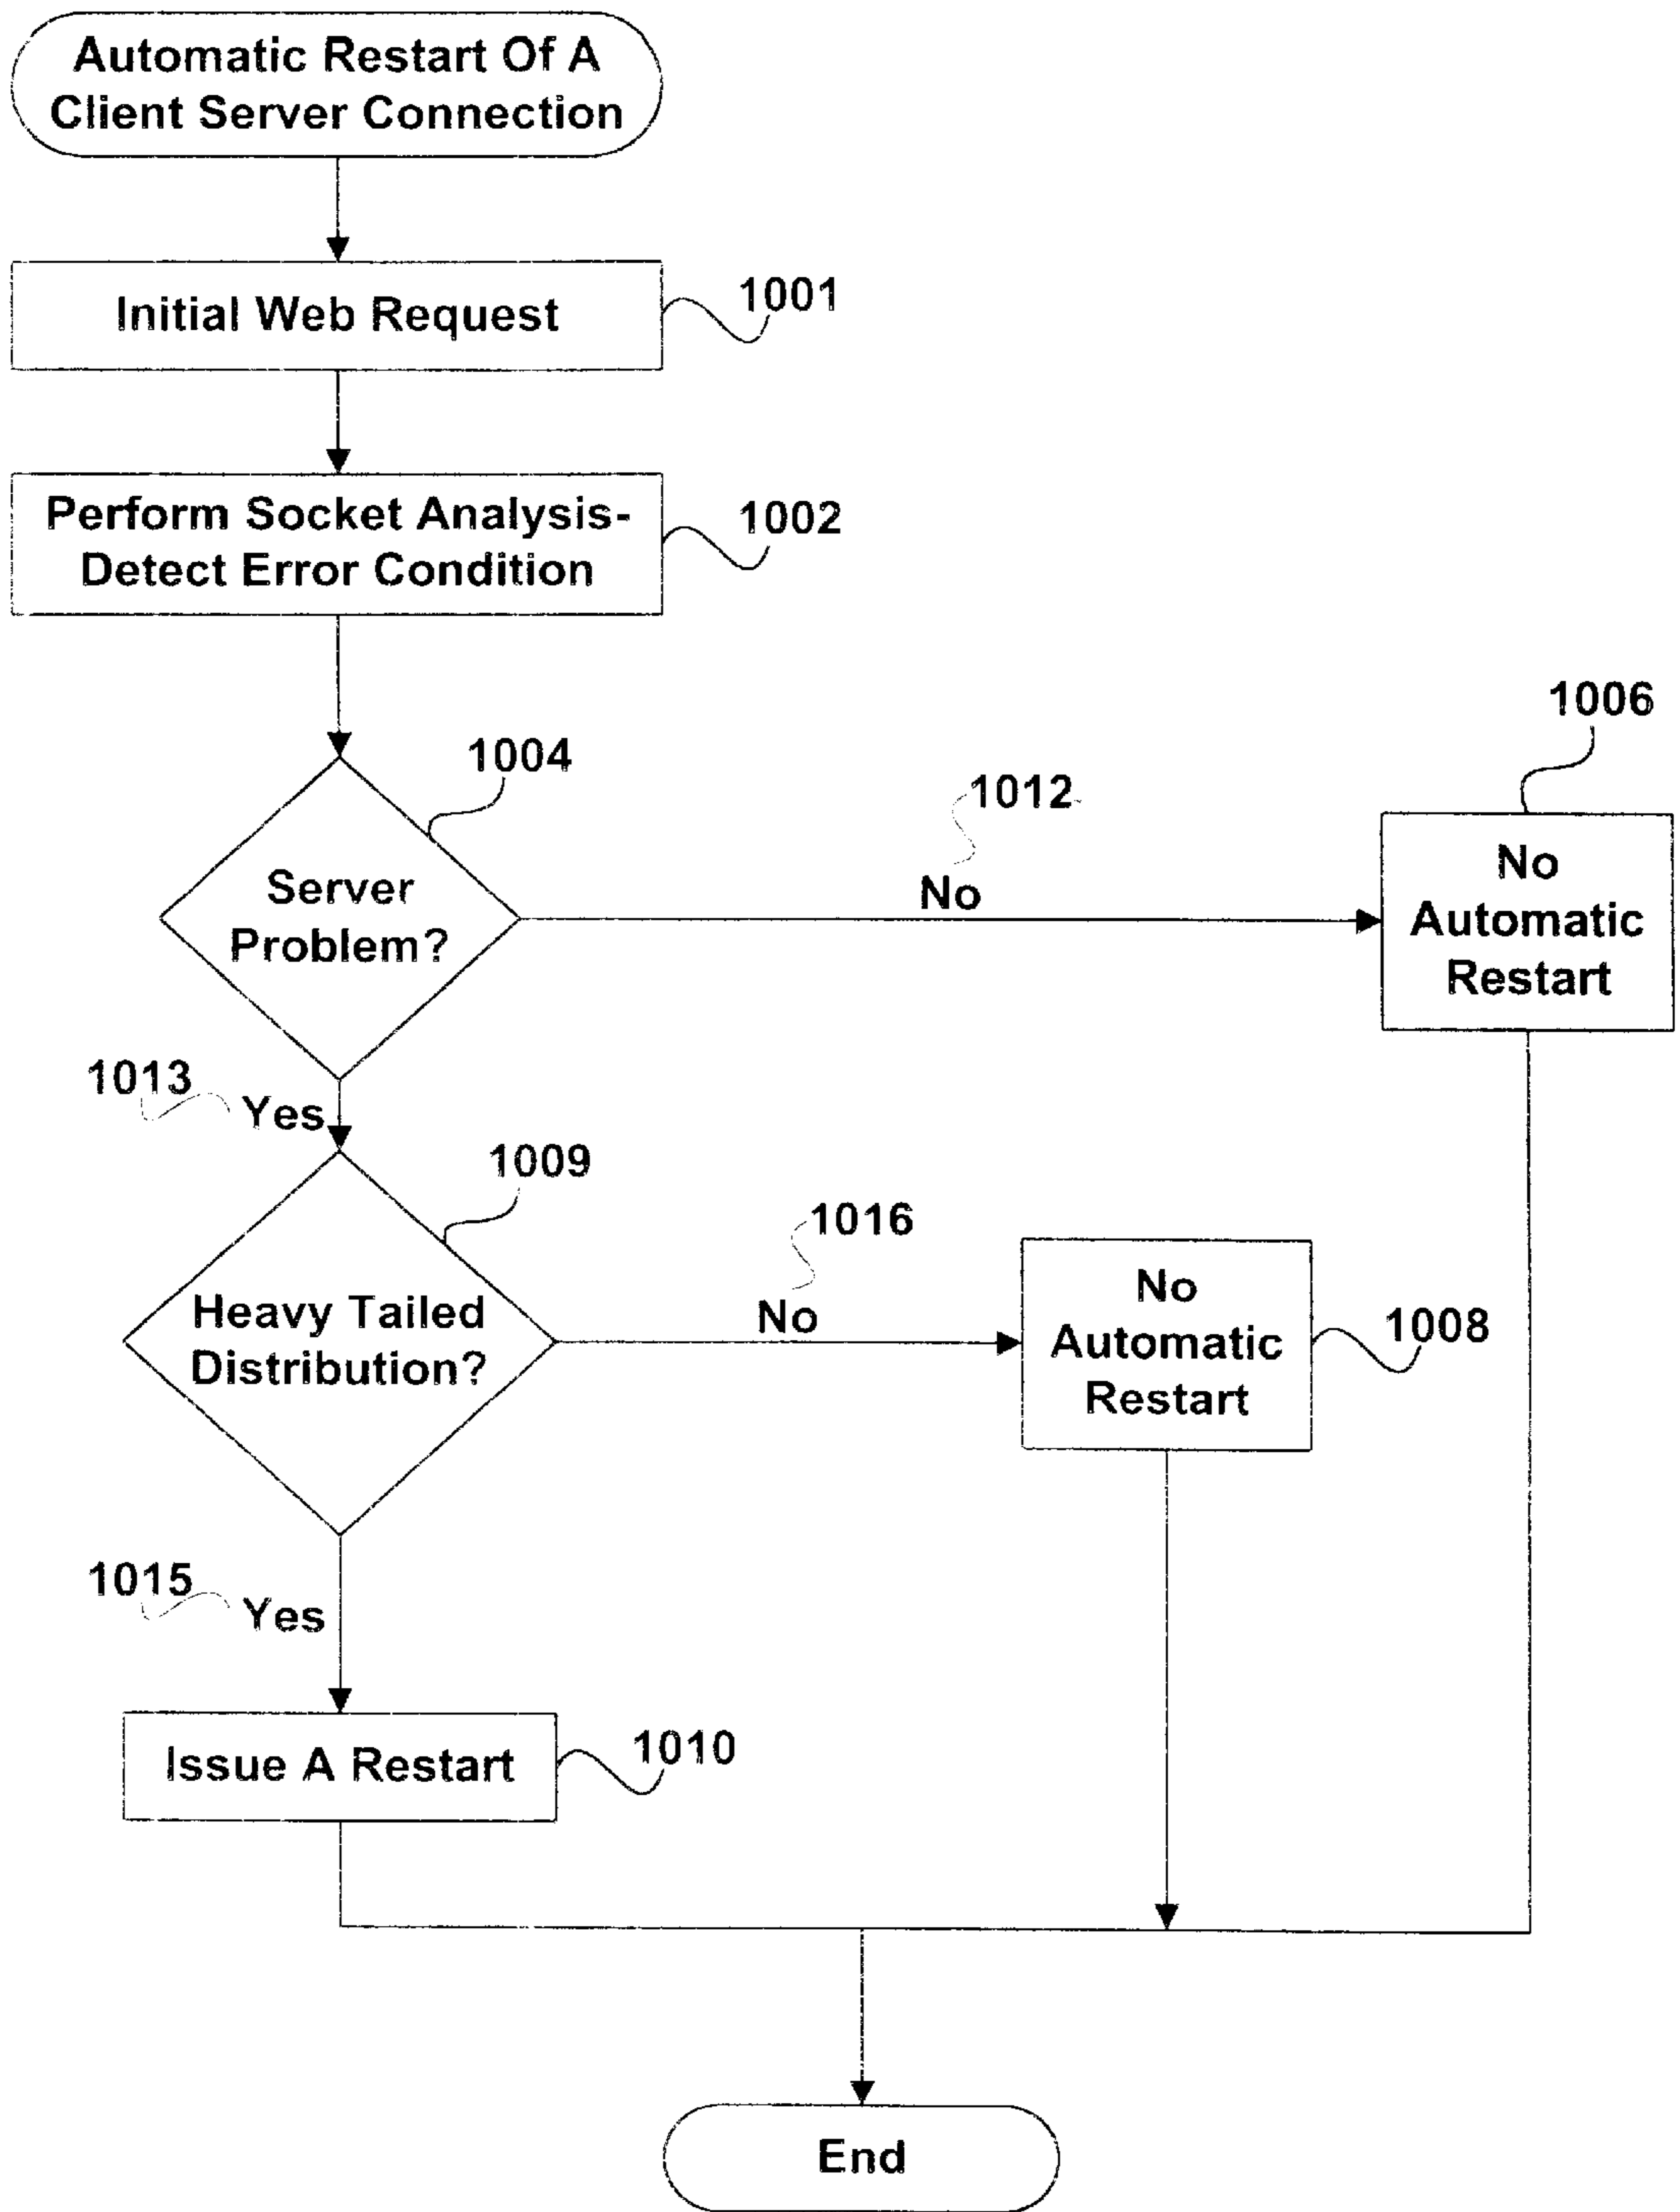 Automatic Restart Of A
Client Server Connection
Initial Web Request
1001
Perform Socket Analysis-
Detect Error Condition
1002
1004
Server
Problem?
1012
No
1006
No
Automatic
Restart
1013
Yes
1009
Heavy Tailed
Distribution?
1016
No
No
Automatic
Restart
1008
1015
Yes
Issue A Restart
1010
End